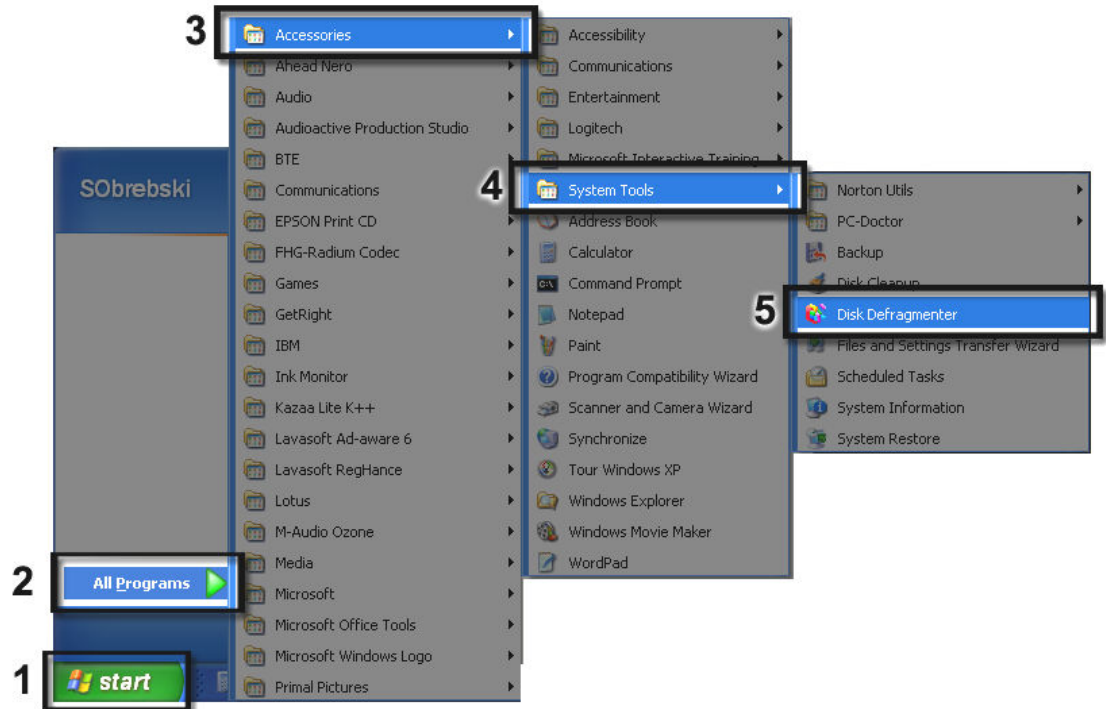 3
Accessories
Ahead Nero
Audio
Audioactive Production Studio
BTE
Communications
EPSON Print CD
FHG-Radium Codec
Games
GetRight
IBM
Ink Monitor
Kazaa Lite K++
Lavasoft Ad-aware 6
Lavasoft RegHance
Lotus
M-Audio Ozone
Media
Microsoft
Microsoft Office Tools
Microsoft Windows Logo
Primal Pictures
Accessibility
Communications
Entertainment
Logitech
Microsoft Interactive Training
4
System Tools
Address Book
Calculator
C:\
Command Prompt
Notepad
Paint
Program Compatibility Wizard
Scanner and Camera Wizard
Synchronize
Tour Windows XP
Windows Explorer
Windows Movie Maker
WordPad
Norton Utils
PC-Doctor
Backup
Disk Cleanup
5
Disk Defragmenter
Files and Settings Transfer Wizard
Scheduled Tasks
System Information
System Restore
SObrebski
2
All Programs
1
start